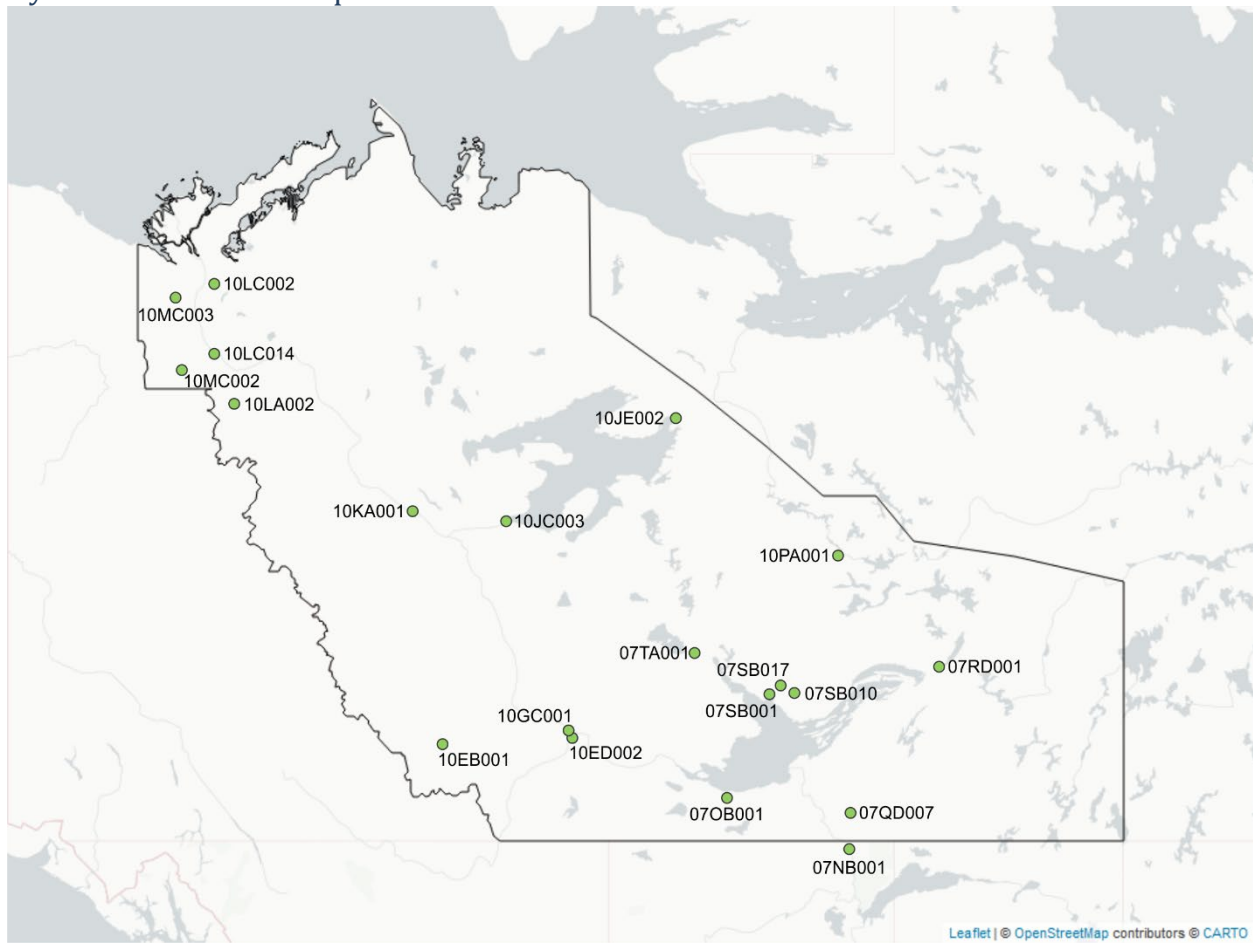 10LC002
10MC003
10LC014
10MC002
10LA002
10JE002
10KA001
10JC003
10PA001
07TA001
07SB017
07RD001
07SB010
07SB001
10GC001
10ED002
10EB001
07OB001
07QD007
07NB001
Leaflet | © OpenStreetMap contributors © CARTO